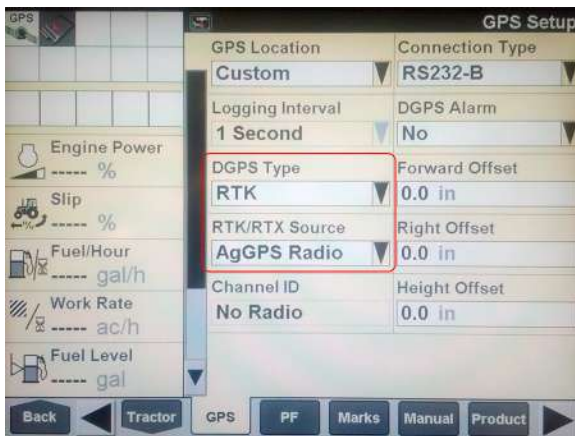 GPS
GPS Setup
GPS Location
Connection Type
Custom
RS232-B
Logging Interval
DGPS Alarm
1 Second
No
Engine Power
----- %
DGPS Type
Forward Offset
RTK
0.0 in
Slip
----- %
RTK/RTX Source
Right Offset
AgGPS Radio
0.0 in
Fuel/Hour
----- gal/h
Channel ID
Height Offset
No Radio
0.0 in
Work Rate
----- ac/h
Fuel Level
----- gal
Back
Tractor
GPS
PF
Marks
Manual
Product